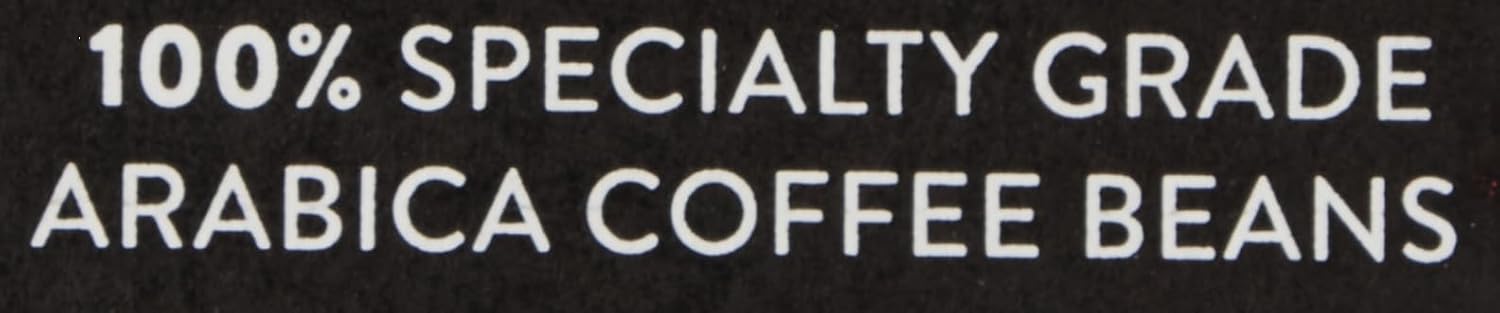 100% SPECIALTY GRADE
ARABICA COFFEE BEANS